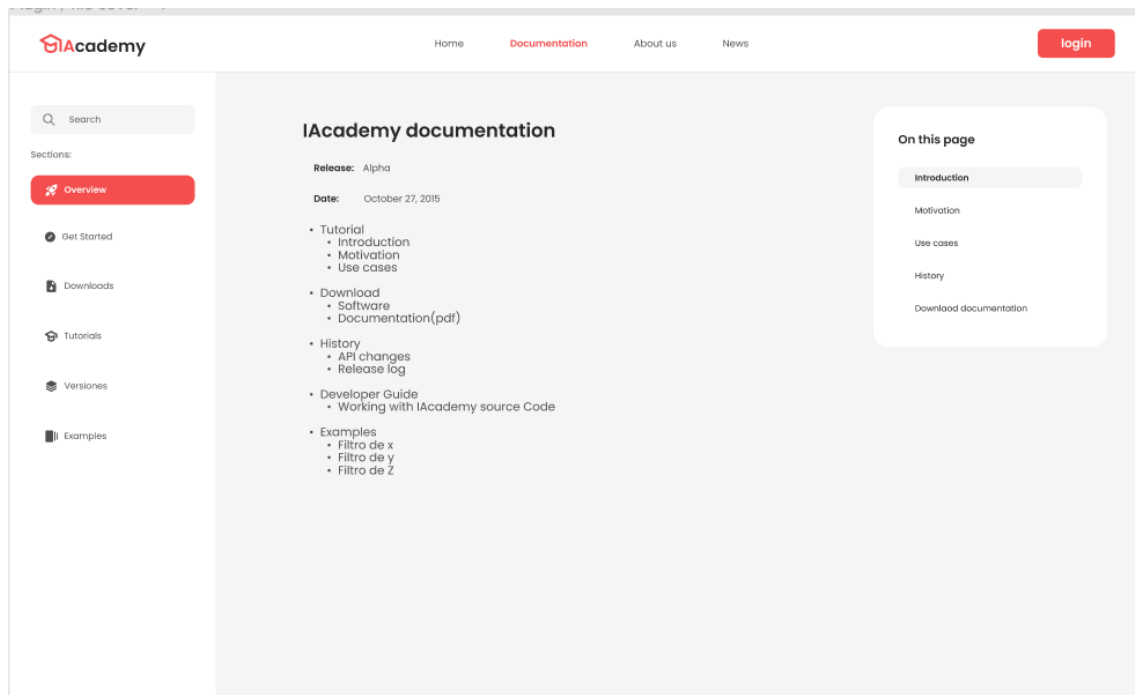 IAcademy
Home
Documentation
About us
News
login
Search
Sections:
Overview
Get Started
Downloads
Tutorials
Versiones
Examples
IAcademy documentation
Release: Alpha
Date: October 27, 2015
• Tutorial
• Introduction
• Motivation
• Use cases
• Download
• Software
• Documentation(pdf)
• History
• API changes
• Release log
• Developer Guide
• Working with IAcademy source Code
• Examples
• Filtro de x
• Filtro de y
• Filtro de Z
On this page
Introduction
Motivation
Use cases
History
Downlaod documentation